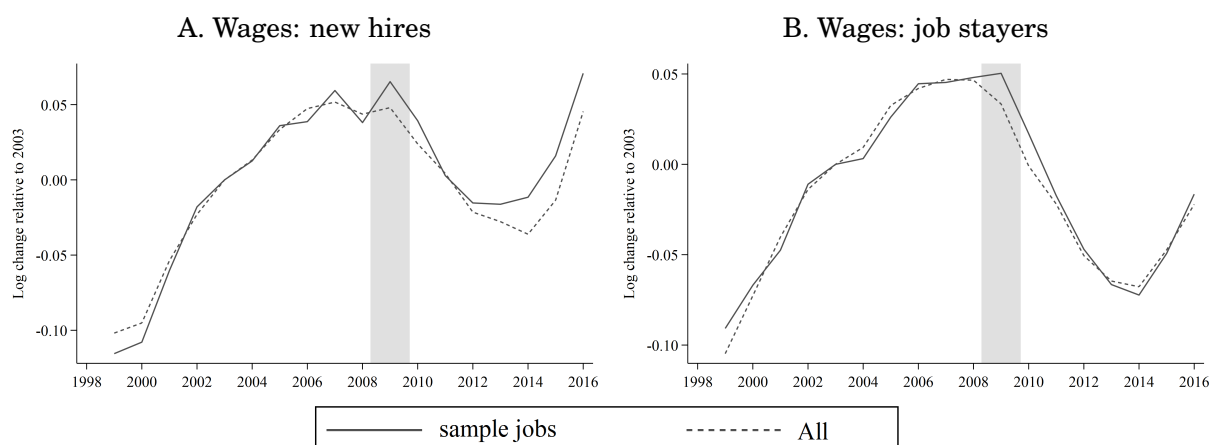 A. Wages: new hires
B. Wages: job stayers
Log change relative to 2003
0.05
0.00
-0.05
-0.10
1998 2000 2002 2004 2006 2008 2010 2012 2014 2016
Log change relative to 2003
0.05
0.00
-0.05
-0.10
1998 2000 2002 2004 2006 2008 2010 2012 2014 2016
sample jobs
All